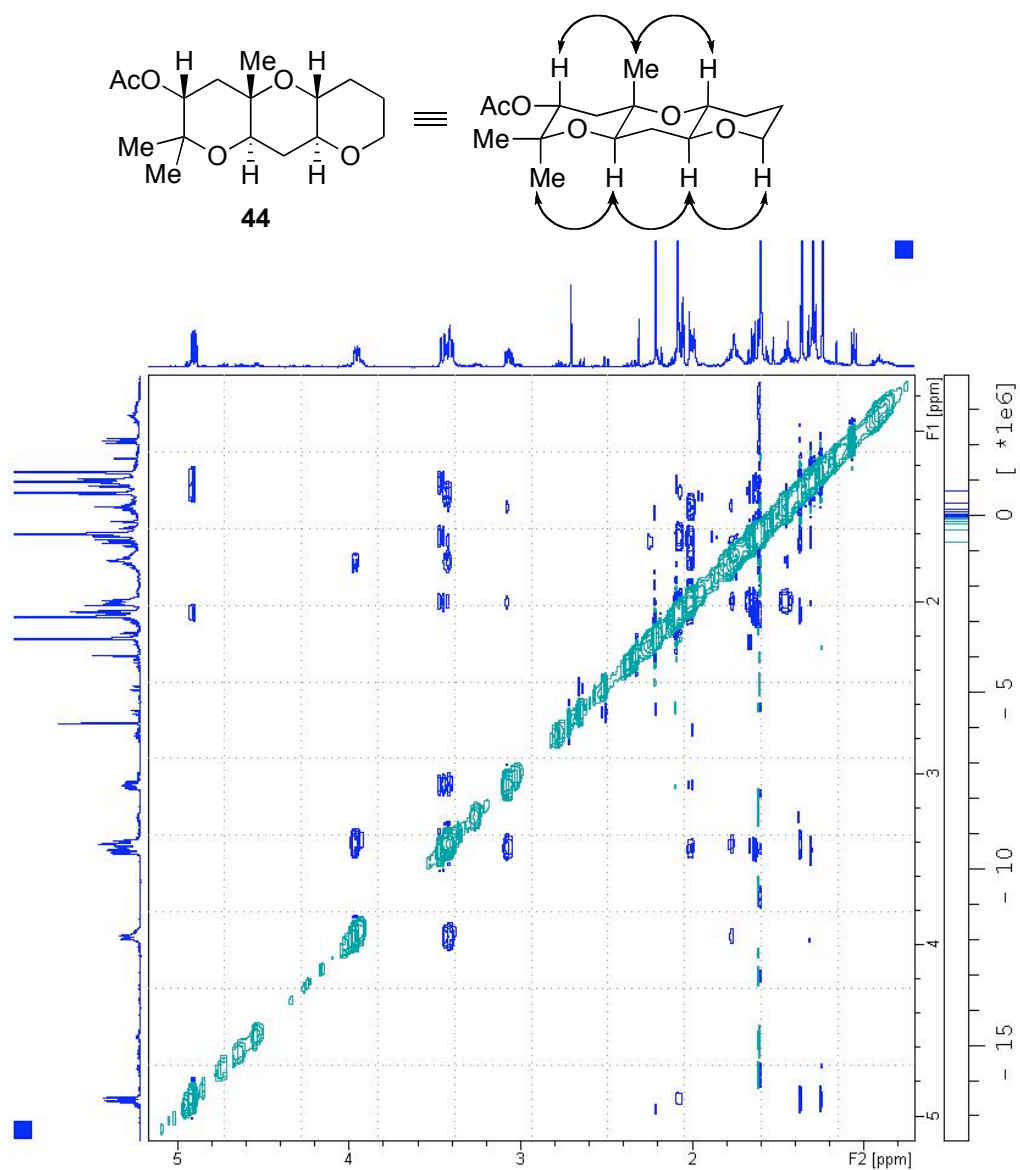 H Me H
AcO O
Me
Me O H H O
44
H Me H
AcO O
Me O O
Me H H H
F1 [ppm]
2
3
4
5
5 4 3 2 F2 [ppm]
[ *1e6]
0
- 5
- 10
- 15